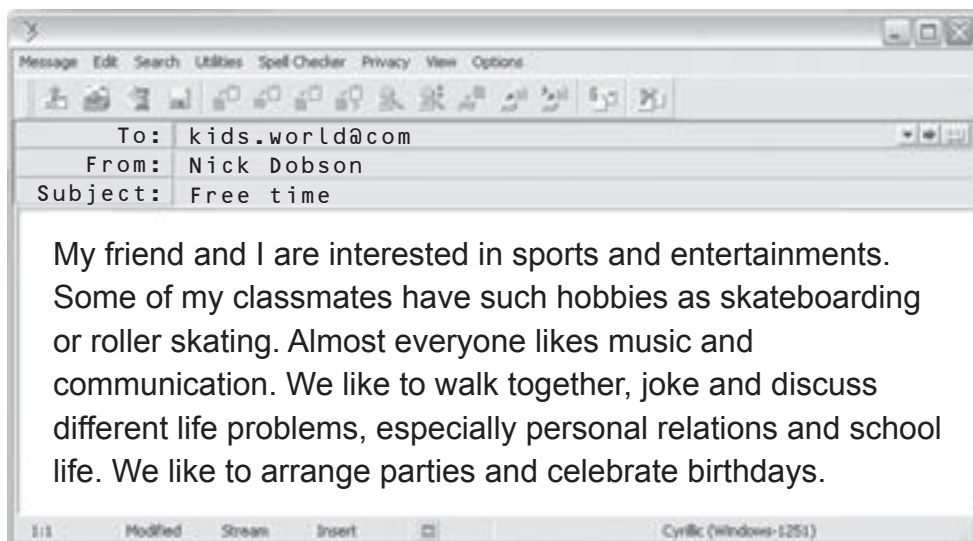 Message Edit Search Utilities Spell Checker Privacy View Options
To: kids.world@com
From: Nick Dobson
Subject: Free time
My friend and I are interested in sports and entertainments.
Some of my classmates have such hobbies as skateboarding
or roller skating. Almost everyone likes music and
communication. We like to walk together, joke and discuss
different life problems, especially personal relations and school
life. We like to arrange parties and celebrate birthdays.
1:1 Modified Stream Insert Cyrillic (Windows-1251)